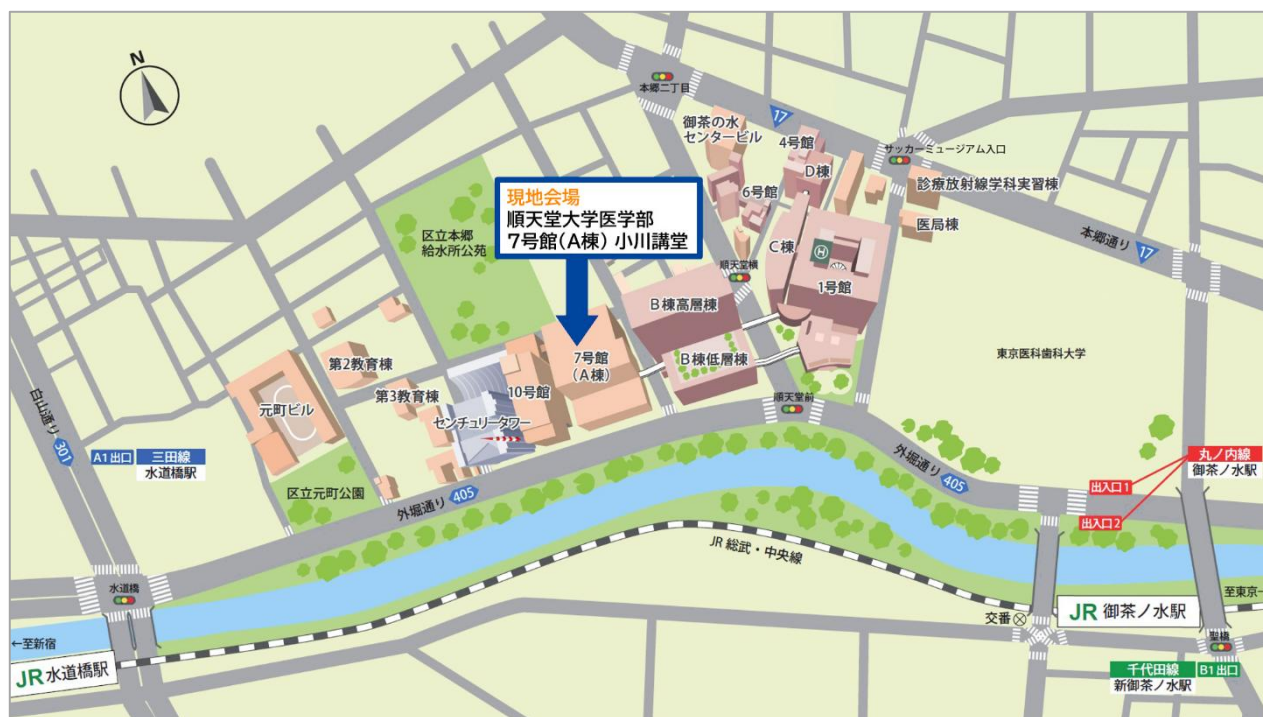 N
本郷二丁目
17
御茶の水
センタービル
4号館
D棟
6号館
サッカーミュージアム入口
診療放射線学科実習棟
医局棟
本郷通り
17
現地会場
順天堂大学医学部
7号館(A棟) 小川講堂
区立本郷
給水所公苑
C棟
H
順天堂横
1号館
B棟高層棟
B棟低層棟
7号館
(A棟)
10号館
第2教育棟
第3教育棟
センチュリータワー
元町ビル
東京医科歯科大学
順天堂前
白山通り
301
A1 出口
三田線
水道橋駅
区立元町公園
外堀通り
405
外堀通り
405
丸ノ内線
御茶ノ水駅
出入口1
出入口2
JR 総武・中央線
水道橋
←至新宿
JR 水道橋駅
交番
JR 御茶ノ水駅
至東京→
聖橋
千代田線
新御茶ノ水駅
B1 出口